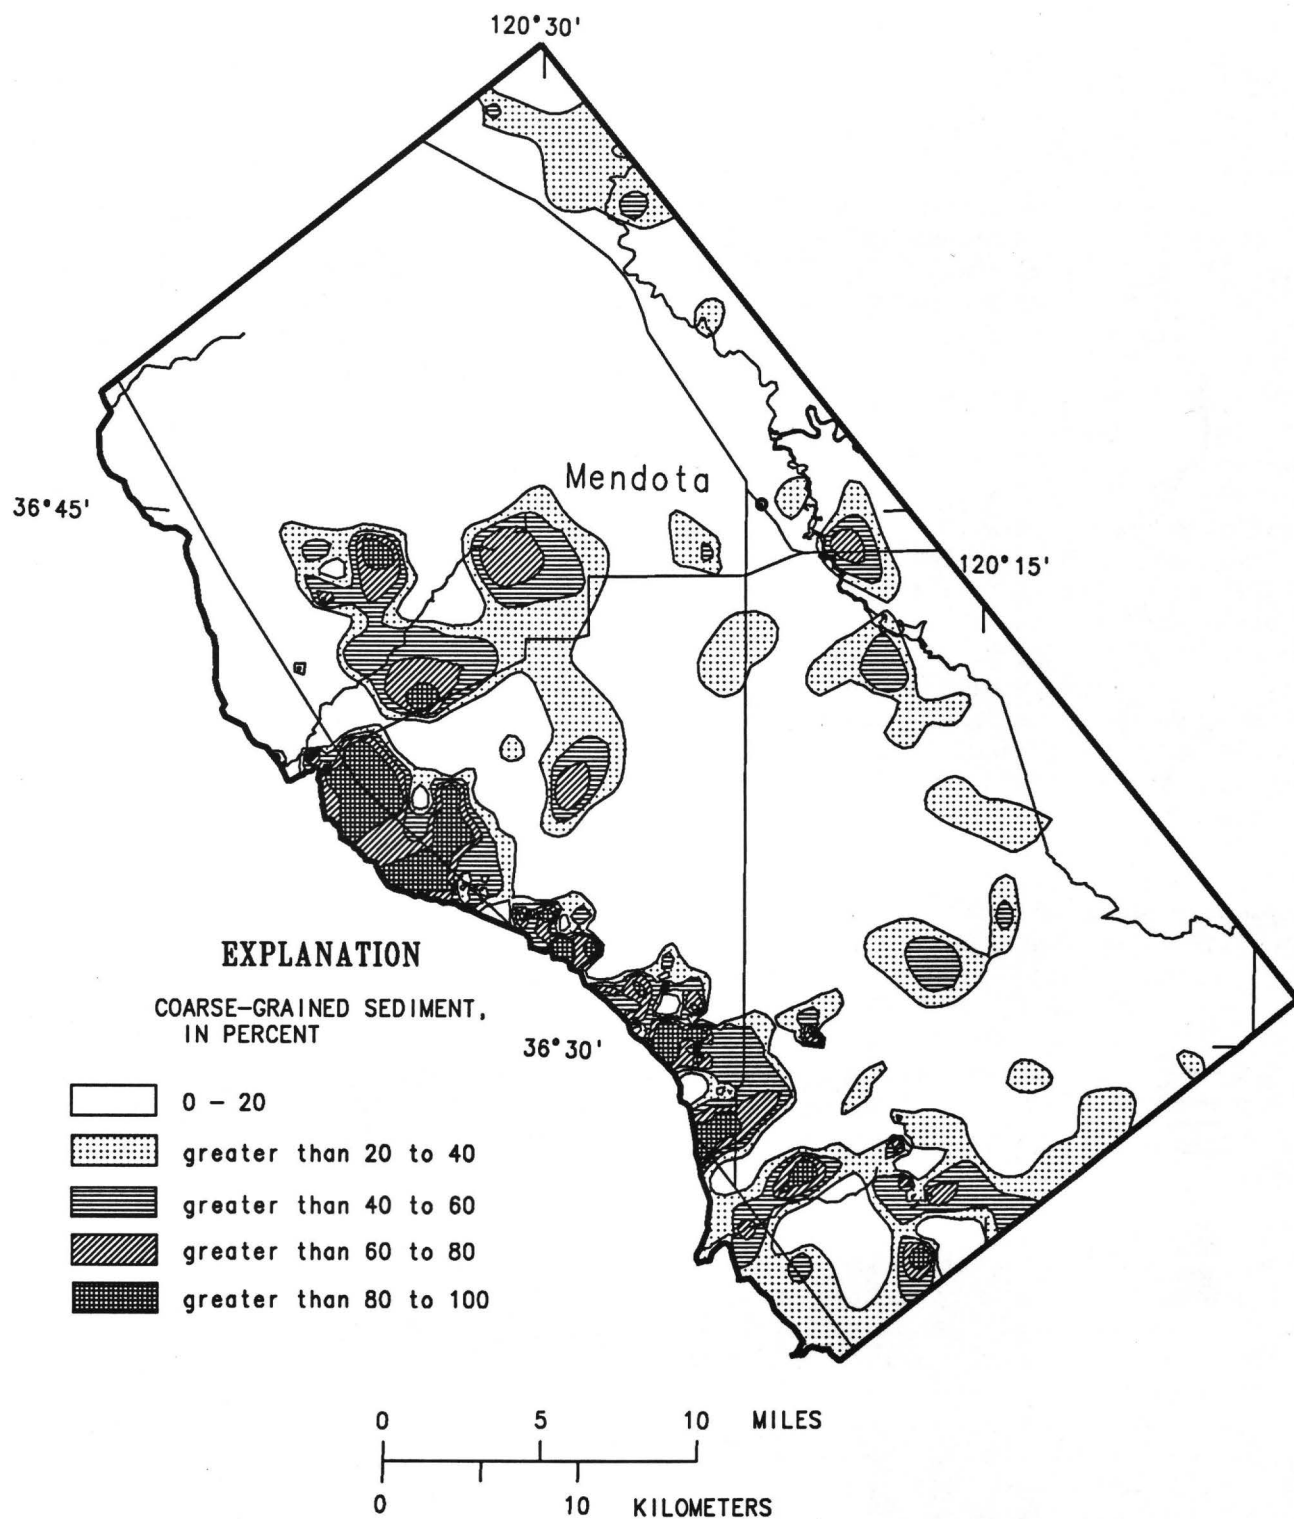 120°30'
Mendota
36°45'
120°15'
EXPLANATION
COARSE-GRAINED SEDIMENT,
IN PERCENT
36°30'
0 - 20
greater than 20 to 40
greater than 40 to 60
greater than 60 to 80
greater than 80 to 100
0 5 10 MILES
0 10 KILOMETERS